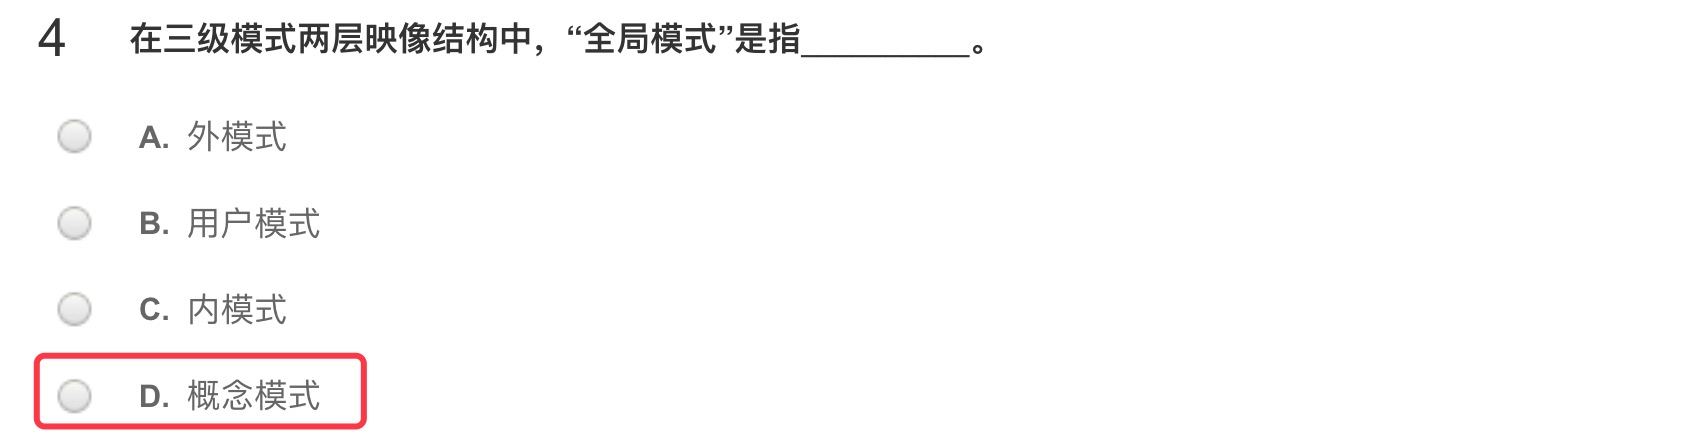 4 在三级模式两层映像结构中，“全局模式”是指__________。
A. 外模式
B. 用户模式
C. 内模式
D. 概念模式